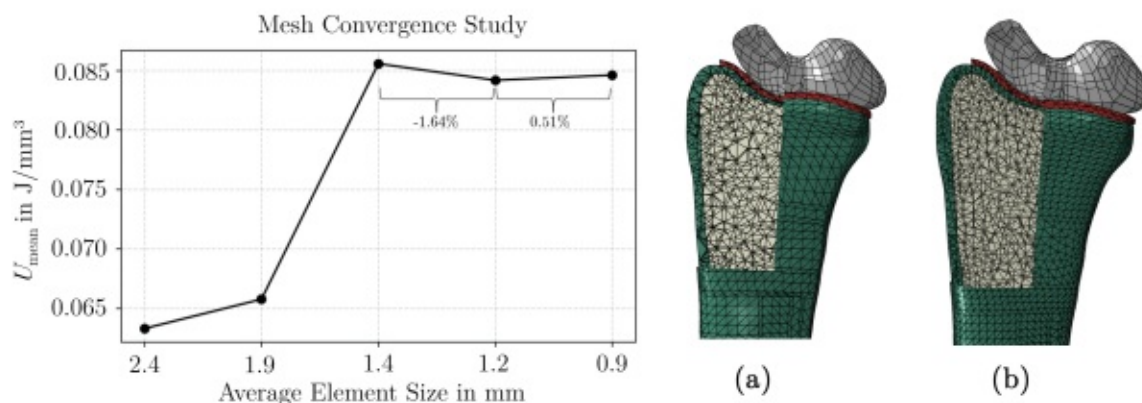 Mesh Convergence Study
U_mean in J/mm³
0.085
0.080
0.075
0.070
0.065
-1.64%
0.51%
2.4
1.9
1.4
1.2
0.9
Average Element Size in mm
(a)
(b)